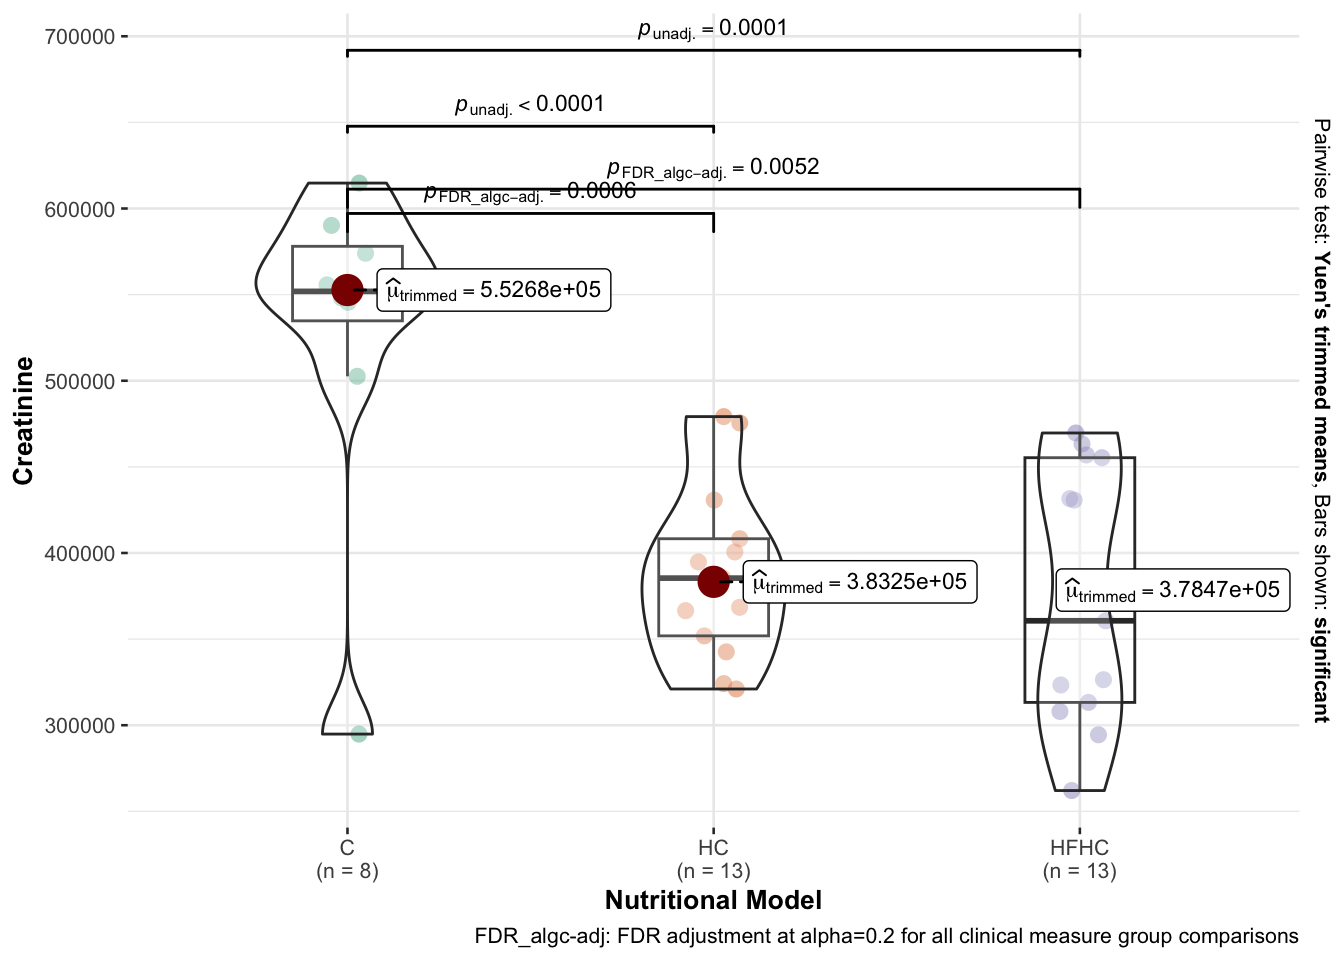 700000
600000
500000
400000
300000
Creatinine
p unadj. = 0.0001
p unadj. < 0.0001
p FDR_algc−adj. = 0.0052
p FDR_algc−adj. = 0.0006
μ̂ trimmed = 5.5268e+05
μ̂ trimmed = 3.8325e+05
μ̂ trimmed = 3.7847e+05
Pairwise test: Yuen's trimmed means, Bars shown: significant
C
(n = 8)
HC
(n = 13)
HFHC
(n = 13)
Nutritional Model
FDR_algc-adj: FDR adjustment at alpha=0.2 for all clinical measure group comparisons